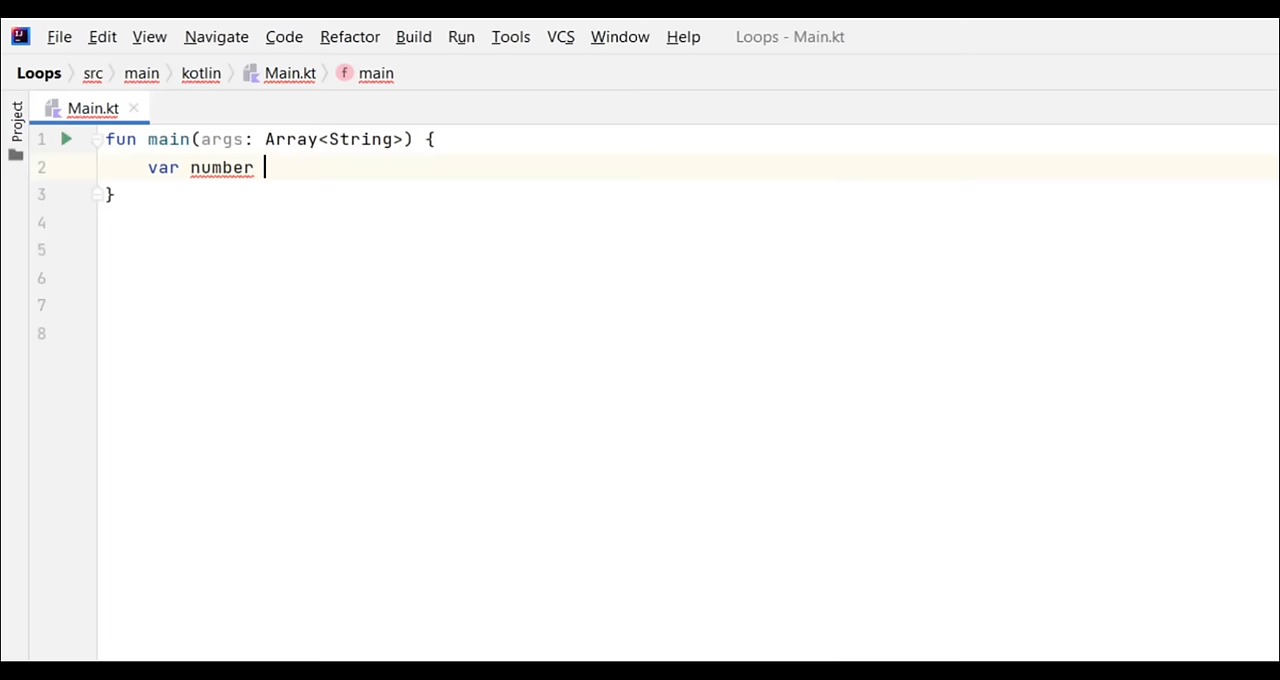 File Edit View Navigate Code Refactor Build Run Tools VCS Window Help Loops - Main.kt
Loops src main kotlin Main.kt f main
Project
Main.kt
1 fun main(args: Array<String>) {
2 var number
3 }
4
5
6
7
8